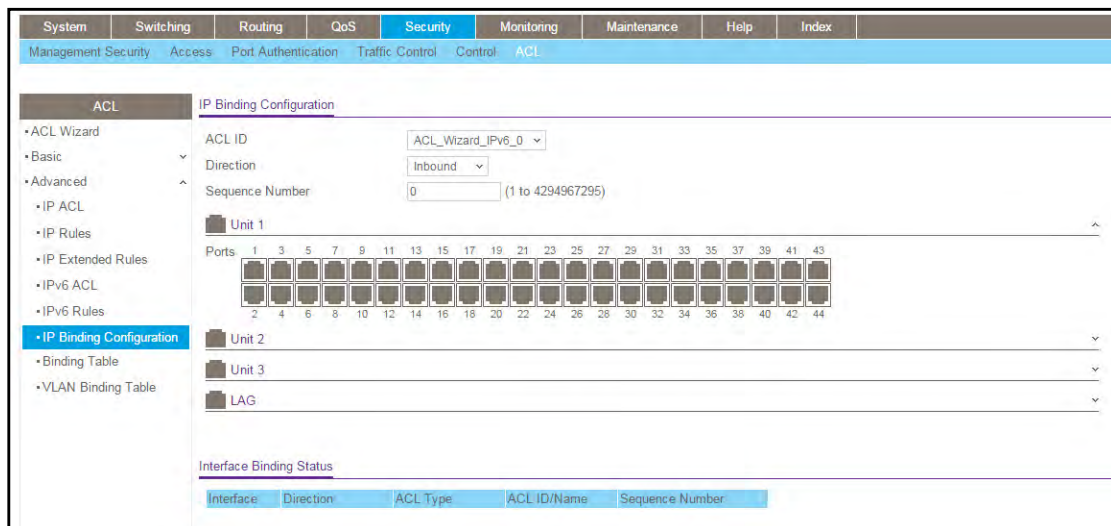 System Switching Routing QoS Security Monitoring Maintenance Help Index
Management Security Access Port Authentication Traffic Control Control ACL
ACL
ACL Wizard
Basic
Advanced
IP ACL
IP Rules
IP Extended Rules
IPv6 ACL
IPv6 Rules
IP Binding Configuration
Binding Table
VLAN Binding Table
IP Binding Configuration
ACL ID ACL_Wizard_IPv6_0
Direction Inbound
Sequence Number 0 (1 to 4294967295)
Unit 1
Ports 1 3 5 7 9 11 13 15 17 19 21 23 25 27 29 31 33 35 37 39 41 43
2 4 6 8 10 12 14 16 18 20 22 24 26 28 30 32 34 36 38 40 42 44
Unit 2
Unit 3
LAG
Interface Binding Status
Interface Direction ACL Type ACL ID/Name Sequence Number